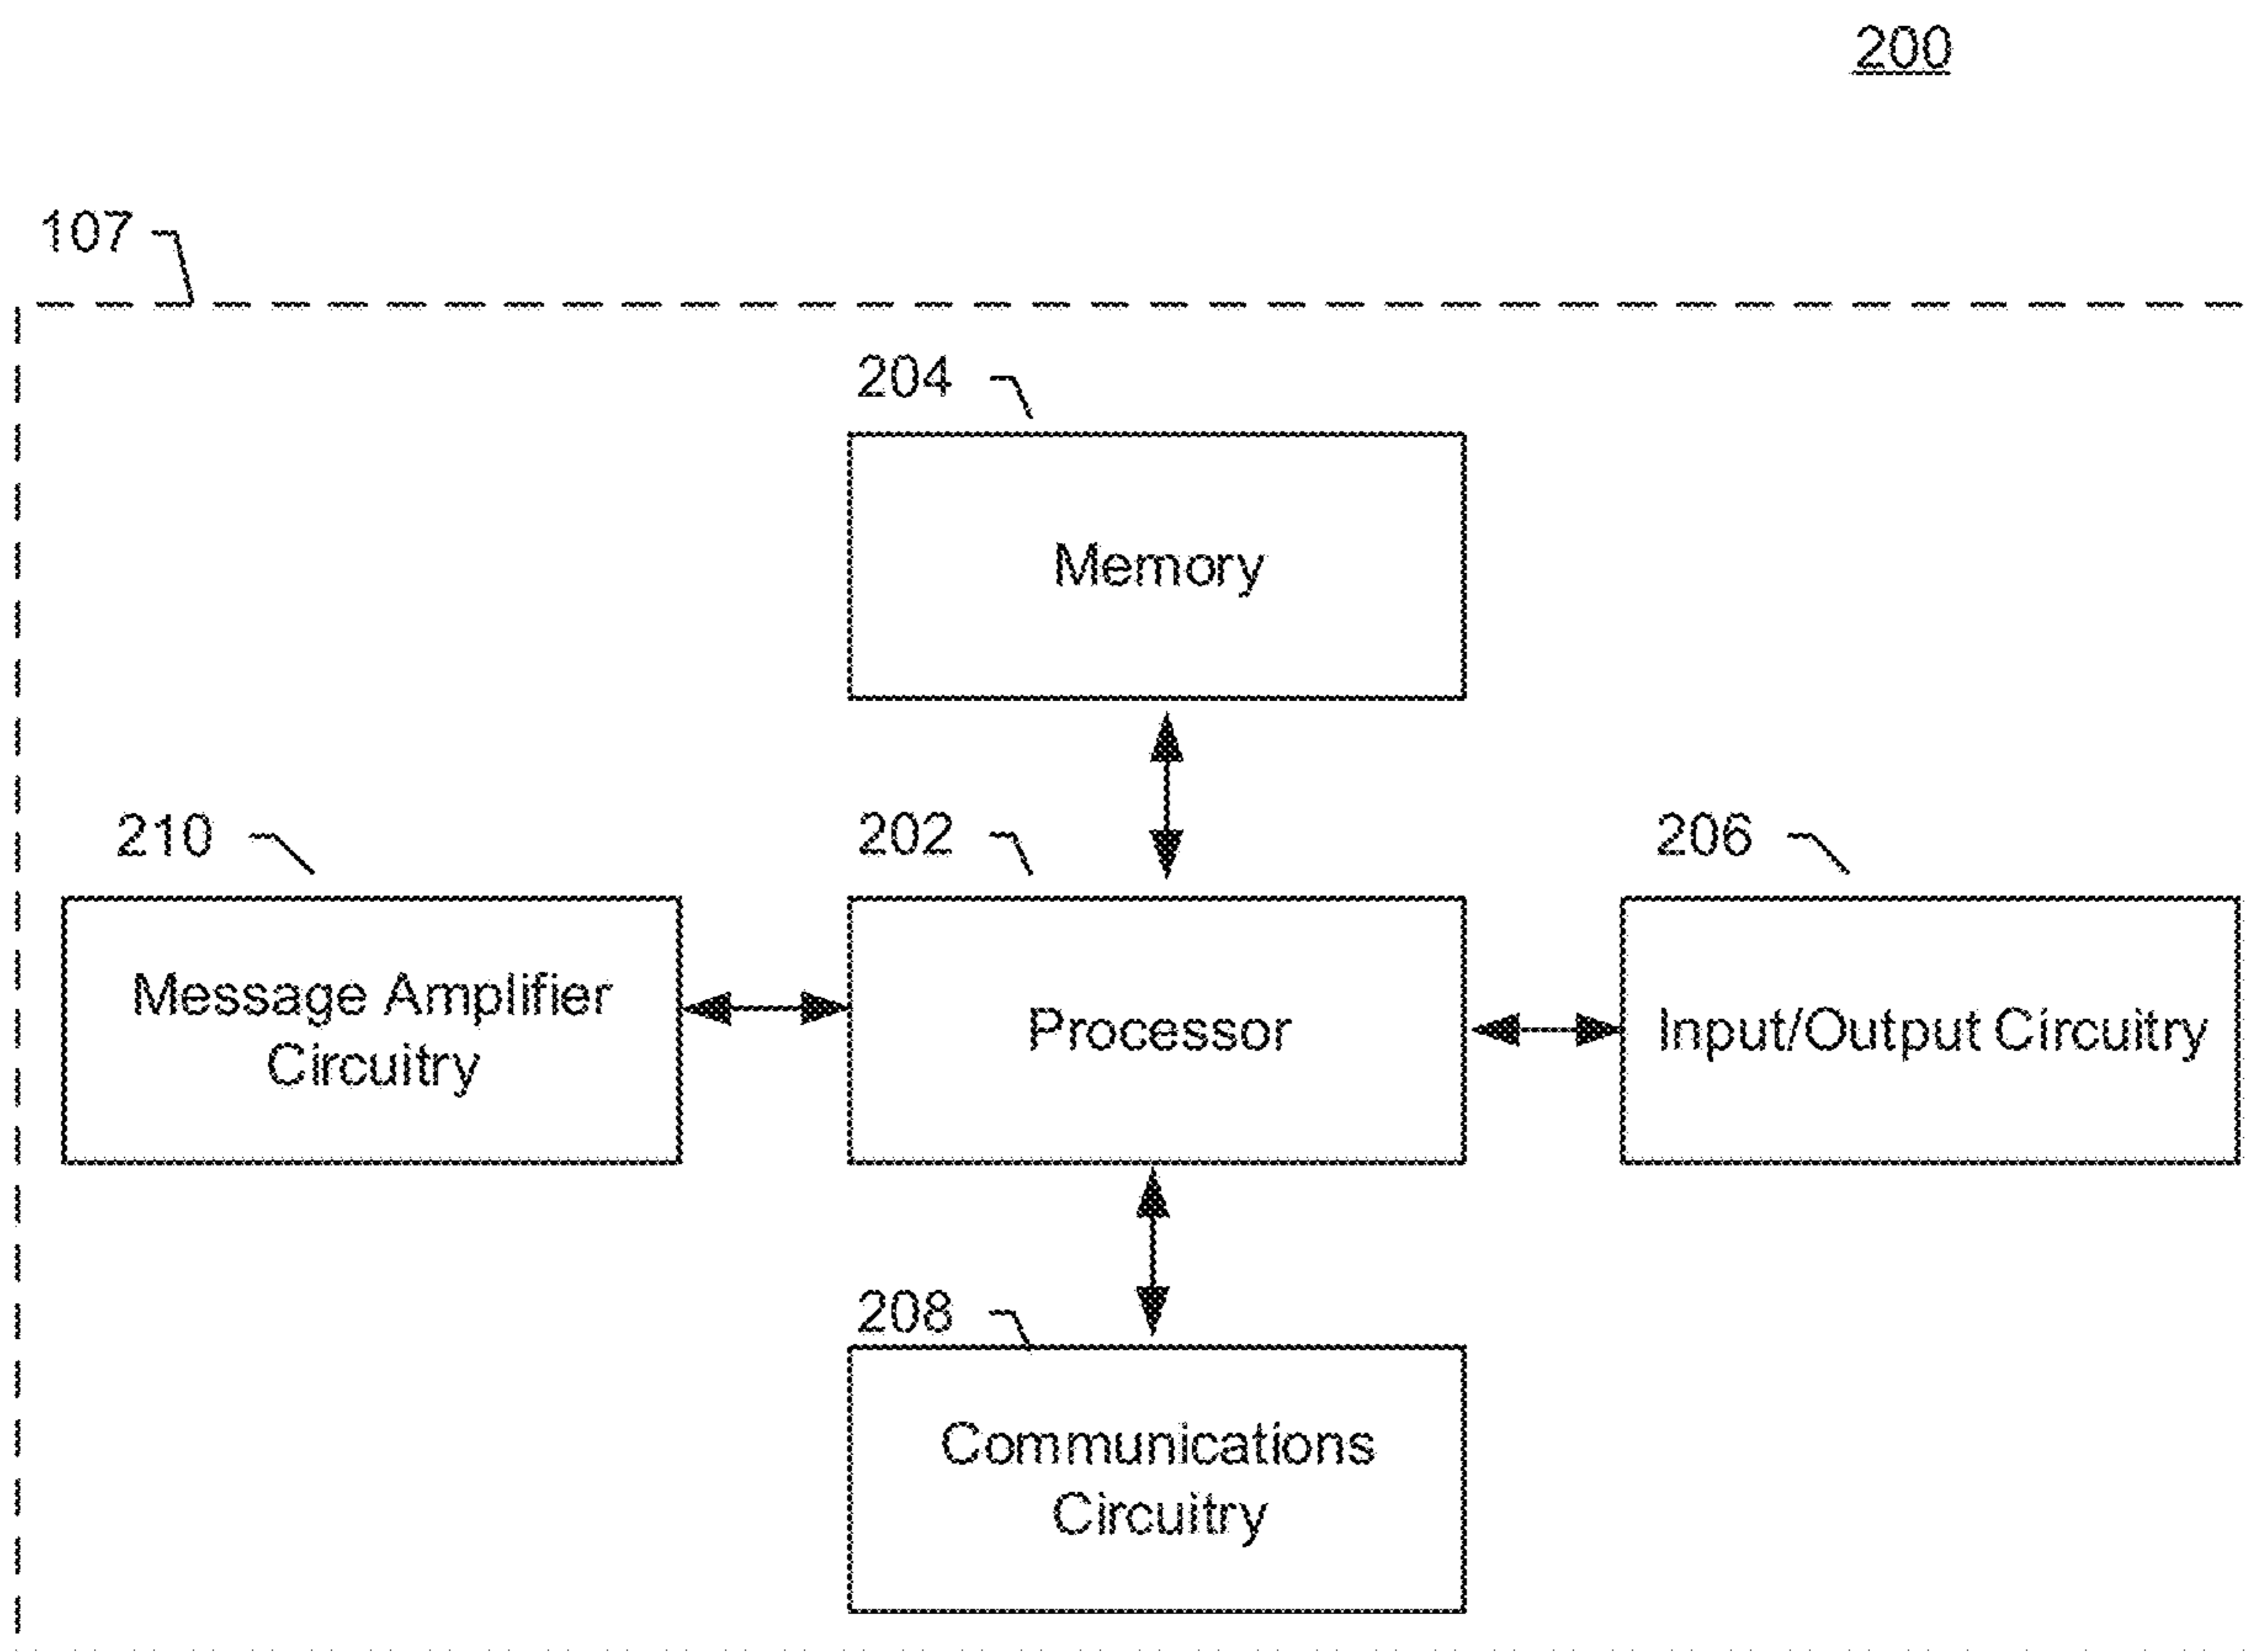 200
107
204
Memory
210
202
206
Message Amplifier
Circuitry
Processor
Input/Output Circuitry
208
Communications
Circuitry